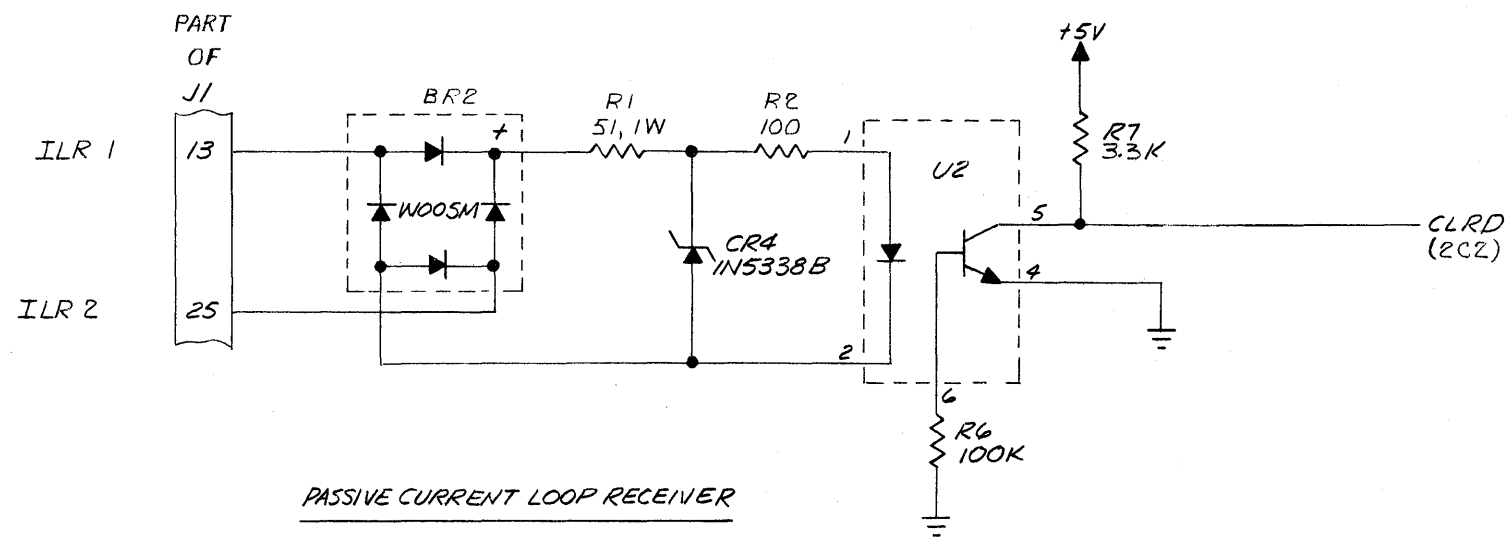 PART
OF
J1
ILR 1
13
ILR 2
25
BR2
+
W005M
R1
51, 1W
R2
100
CR4
1N5338B
1
2
U2
5
4
6
+5V
R7
3.3K
CLRD
(2C2)
R6
100K
PASSIVE CURRENT LOOP RECEIVER